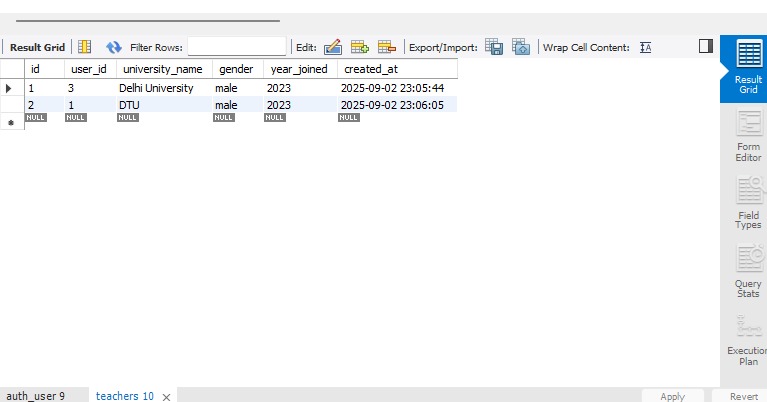 Result Grid Filter Rows: Edit: Export/Import: Wrap Cell Content: IA
id user_id university_name gender year_joined created_at
1 3 Delhi University male 2023 2025-09-02 23:05:44
2 1 DTU male 2023 2025-09-02 23:06:05
NULL NULL NULL NULL NULL NULL
Result
Grid
Form
Editor
Field
Types
Query
Stats
Execution
Plan
auth_user 9 teachers 10 Apply Revert